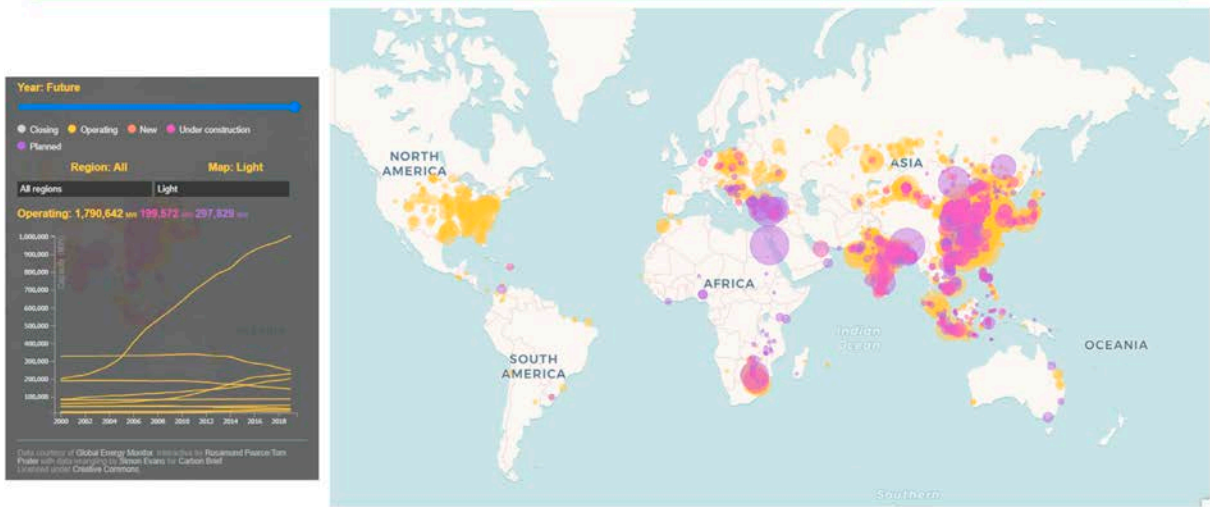 Year: Future
Closing Operating New Under construction
Planned
Region: All Map: Light
All regions Light
Operating: 1,790,642 MW 199,572 MW 297,829 MW
1,000,000
900,000
800,000
700,000
600,000
500,000
400,000
300,000
200,000
100,000
Capacity (MW)
2000 2002 2004 2006 2008 2010 2012 2014 2016 2018
Data courtesy of Global Energy Monitor. Interactive by Rosamund Pearce Tom
Prater with data wrangling by Simon Evans for Carbon Brief
Licensed under Creative Commons.
NORTH
AMERICA
ASIA
AFRICA
Indian
Ocean
OCEANIA
SOUTH
AMERICA
Southern